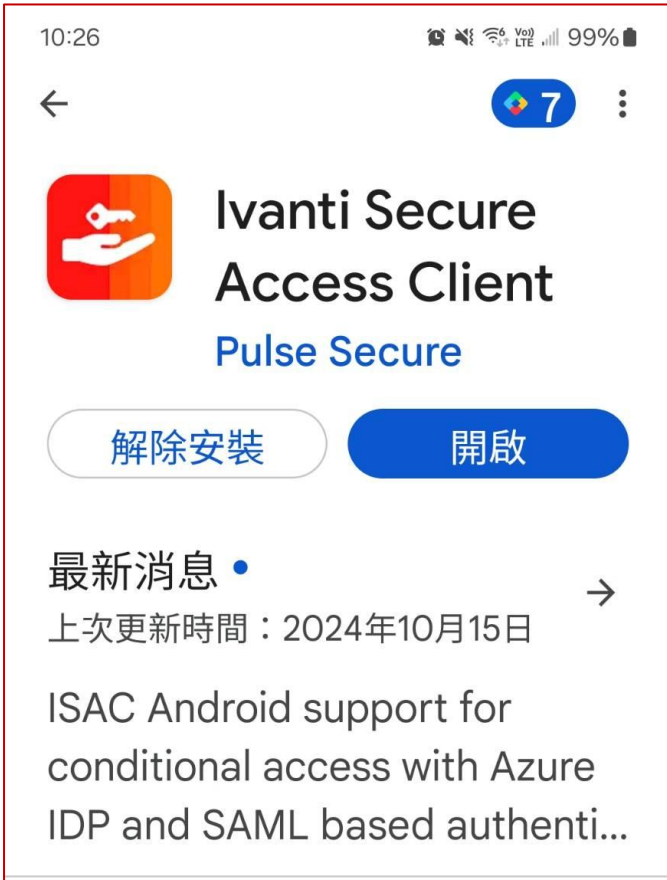 10:26
Vo))
LTE
99%
7
Ivanti Secure
Access Client
Pulse Secure
解除安裝
開啟
最新消息
上次更新時間：2024年10月15日
ISAC Android support for
conditional access with Azure
IDP and SAML based authenti...